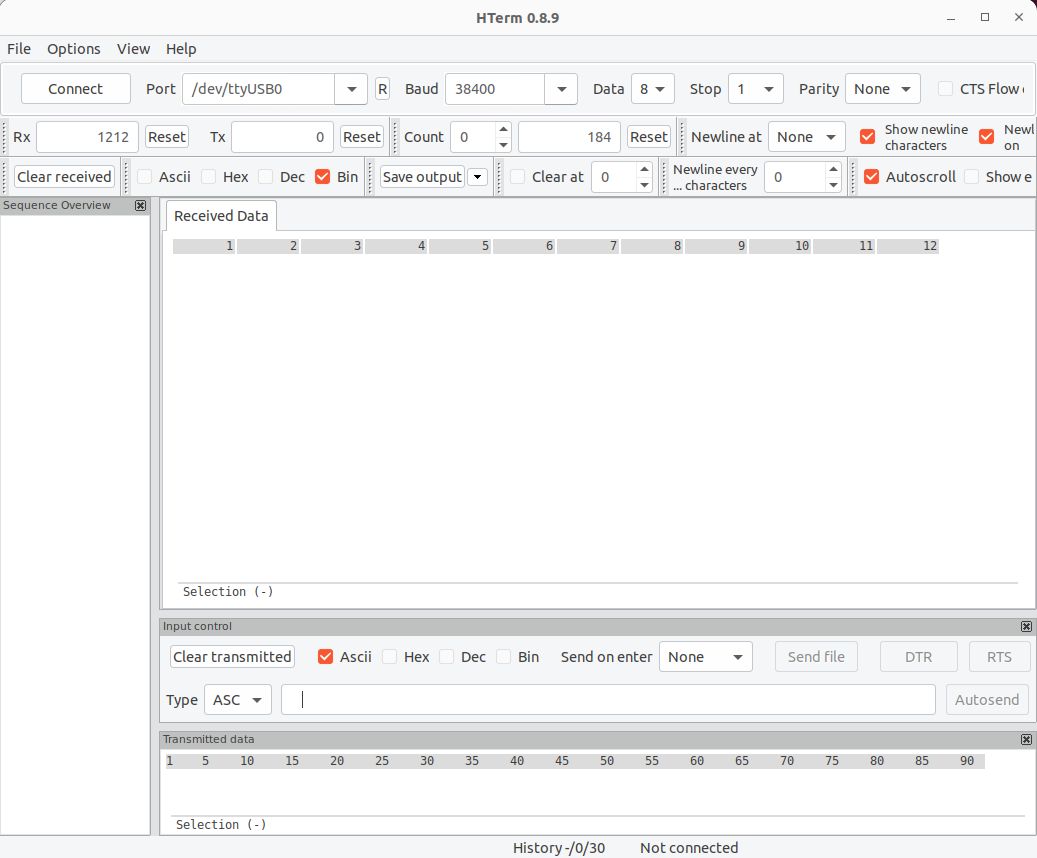 HTerm 0.8.9
File Options View Help
Connect Port /dev/ttyUSB0 R Baud 38400 Data 8 Stop 1 Parity None CTS Flow
Rx 1212 Reset Tx 0 Reset Count 0 184 Reset Newline at None Show newline characters Newl on
Clear received Ascii Hex Dec Bin Save output Clear at 0 Newline every ... characters 0 Autoscroll Show e
Sequence Overview
Received Data
1 2 3 4 5 6 7 8 9 10 11 12
Selection (-)
Input control
Clear transmitted Ascii Hex Dec Bin Send on enter None Send file DTR RTS
Type ASC Autosend
Transmitted data
1 5 10 15 20 25 30 35 40 45 50 55 60 65 70 75 80 85 90
Selection (-)
History -/0/30 Not connected